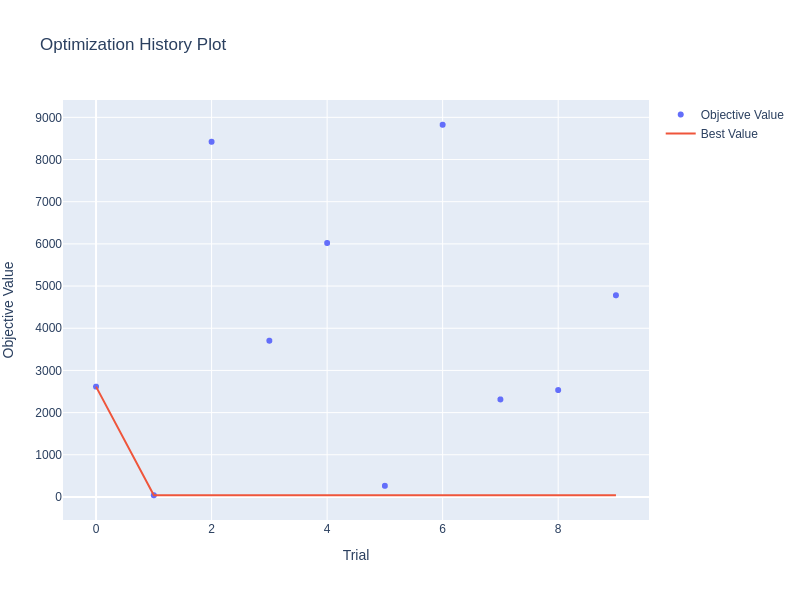 Optimization History Plot
Objective Value
Best Value
9000
8000
7000
6000
5000
4000
3000
2000
1000
0
Objective Value
0 2 4 6 8
Trial